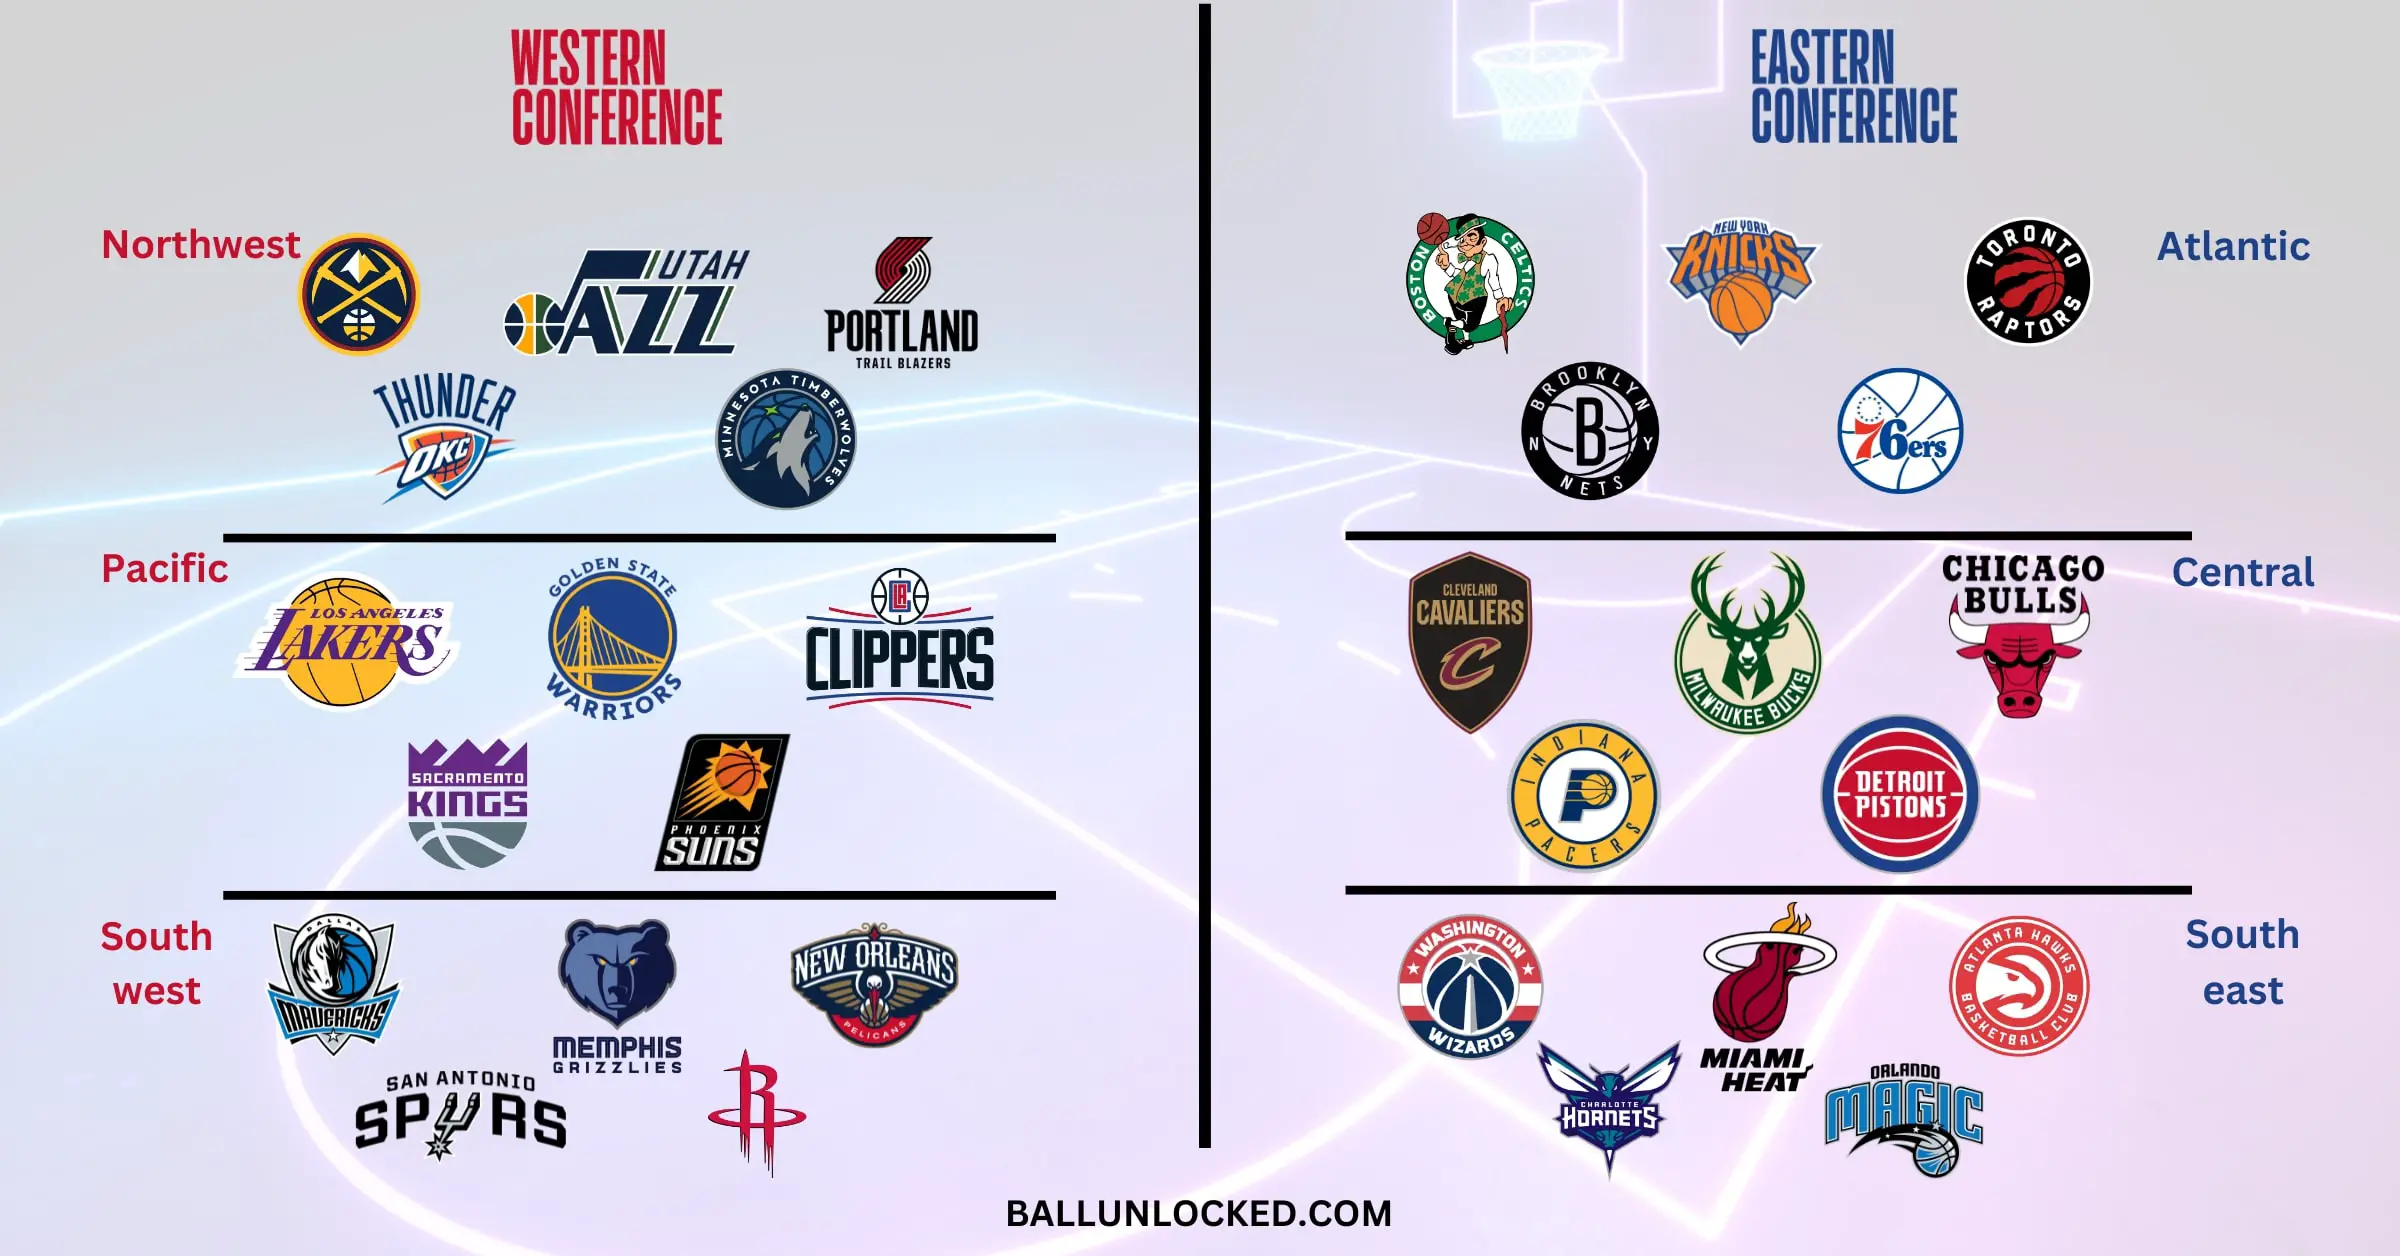 WESTERN
CONFERENCE
EASTERN
CONFERENCE
Northwest
UTAH
JAZZ
PORTLAND
TRAIL BLAZERS
THUNDER
OKC
MINNESOTA TIMBERWOLVES
BOSTON CELTICS
NEW YORK
KNICKS
TORONTO
RAPTORS
Atlantic
BROOKLYN
B
N Y
NETS
76ers
Pacific
LOS ANGELES
LAKERS
GOLDEN STATE
WARRIORS
LAC
CLIPPERS
SACRAMENTO
KINGS
PHOENIX
SUNS
CLEVELAND
CAVALIERS
C
MILWAUKEE BUCKS
CHICAGO
BULLS
Central
INDIANA
P
PACERS
DETROIT
PISTONS
South
west
DALLAS
MAVERICKS
MEMPHIS
GRIZZLIES
NEW ORLEANS
PELICANS
SAN ANTONIO
SPURS
R
WASHINGTON
WIZARDS
MIAMI
HEAT
ATLANTA HAWKS
BASKETBALL CLUB
South
east
CHARLOTTE
HORNETS
ORLANDO
MAGIC
BALLUNLOCKED.COM